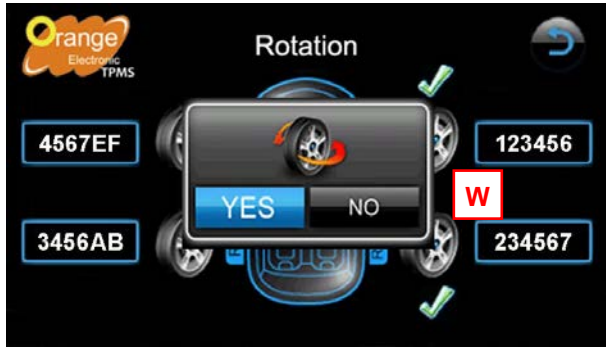 Orange
Electronic
TPMS
Rotation
4567EF
123456
YES
NO
W
3456AB
234567
R